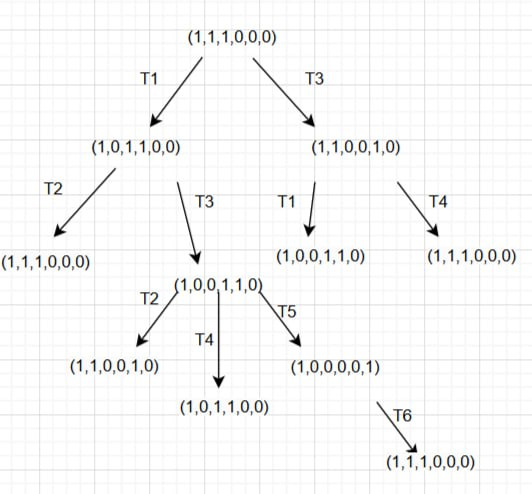 (1,1,1,0,0,0)
T1 T3
(1,0,1,1,0,0) (1,1,0,0,1,0)
T2 T3 T1 T4
(1,1,1,0,0,0) (1,0,0,1,1,0) (1,1,1,0,0,0)
(1,0,0,1,1,0)
T2 T4 T5
(1,1,0,0,1,0) (1,0,0,0,0,1)
(1,0,1,1,0,0)
T6
(1,1,1,0,0,0)